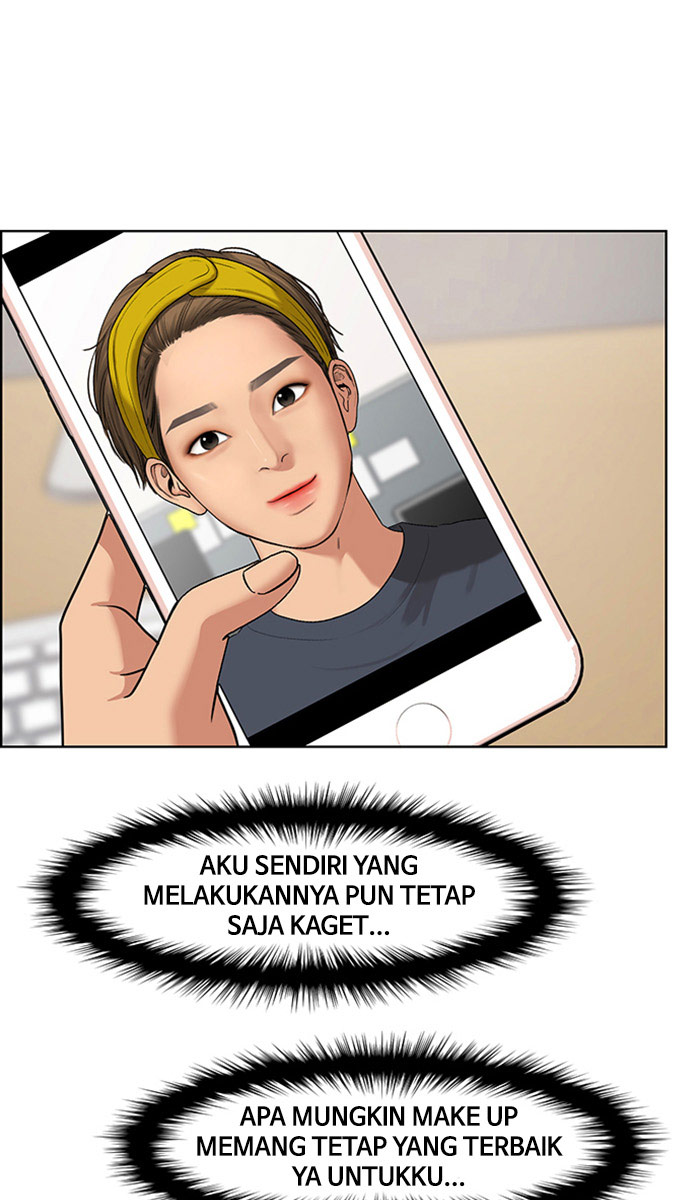 AKU SENDIRI YANG
MELAKUKANNYA PUN TETAP
SAJA KAGET...
APA MUNGKIN MAKE UP
MEMANG TETAP YANG TERBAIK
YA UNTUKKU...